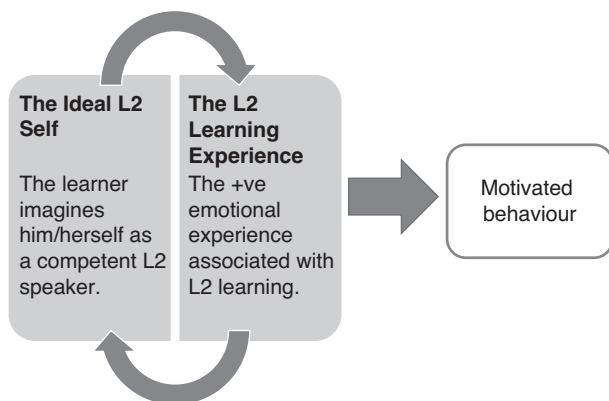 The Ideal L2
Self
The learner
imagines
him/herself as
a competent L2
speaker.
The L2
Learning
Experience
The +ve
emotional
experience
associated with
L2 learning.
Motivated
behaviour